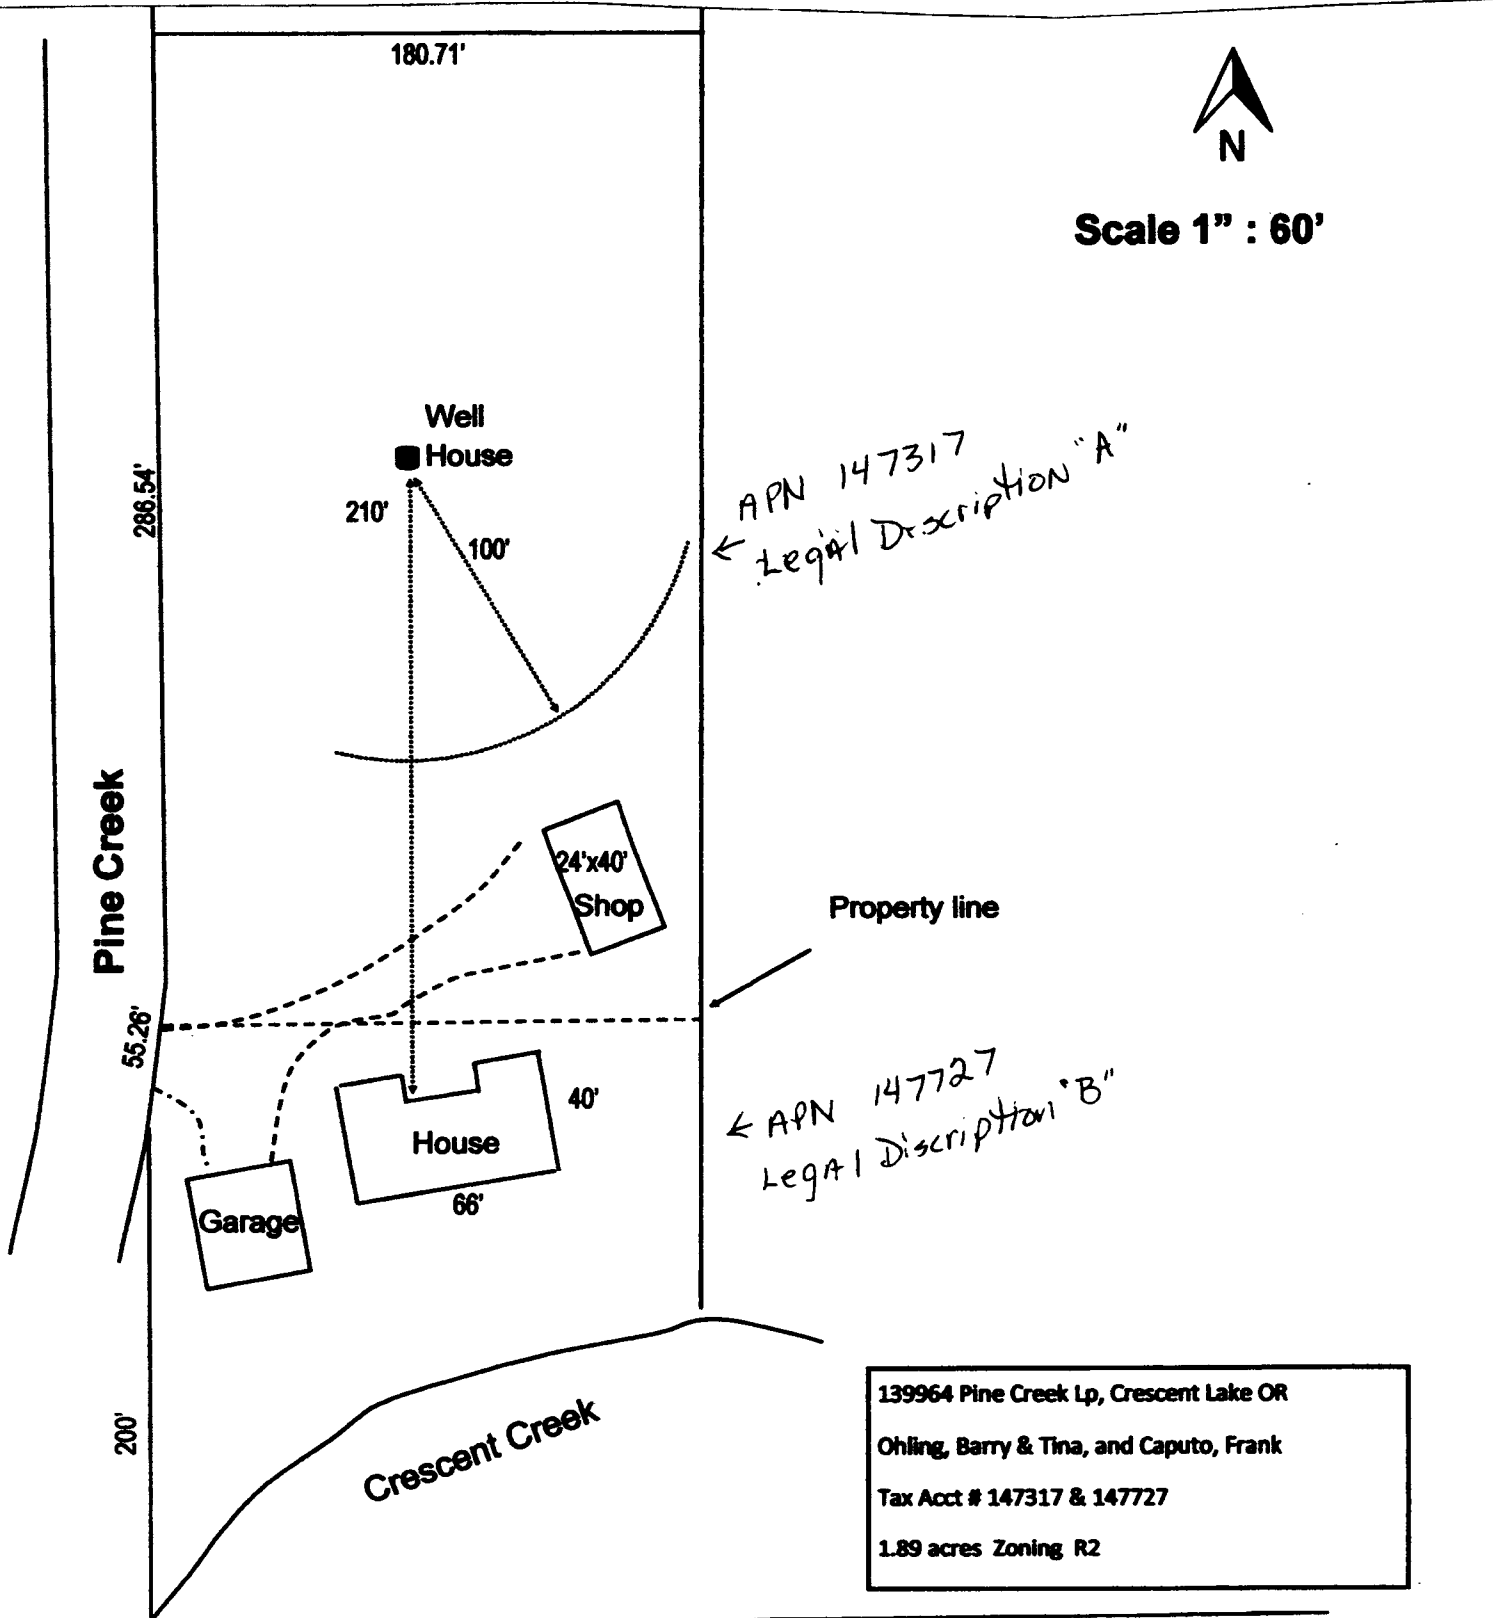 180.71'
N
Scale 1" : 60'
Well
House
286.54'
210'
100'
APN 147317
Legal Discription "A"
Pine Creek
24'x40'
Shop
Property line
55.26'
40'
House
APN 147727
Legal Discription "B"
66'
Garage
200'
Crescent Creek
139964 Pine Creek Lp, Crescent Lake OR
Ohling, Barry & Tina, and Caputo, Frank
Tax Acct # 147317 & 147727
1.89 acres Zoning R2